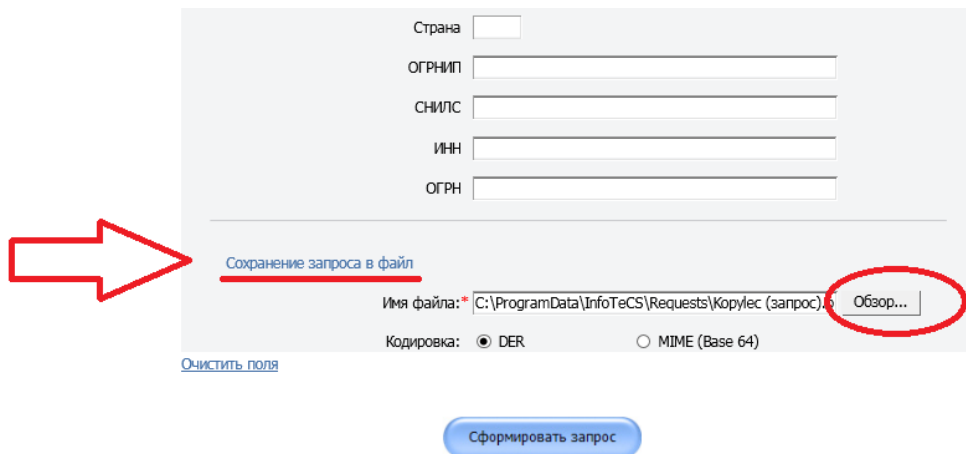 Страна
ОГРНИП
СНИЛС
ИНН
ОГРН
Сохранение запроса в файл
Имя файла:* C:\ProgramData\InfoTeCS\Requests\Kopylec (запрос). Обзор...
Кодировка: DER MIME (Base 64)
Очистить поля
Сформировать запрос